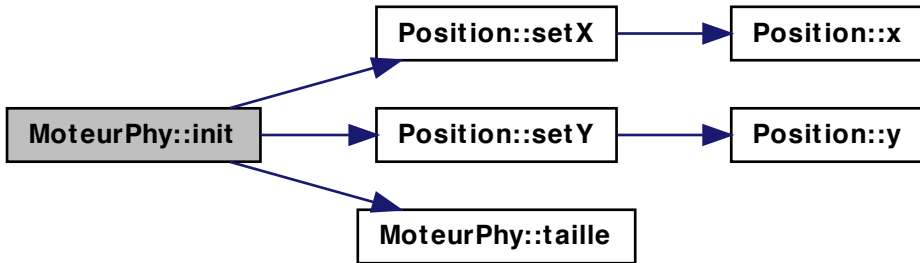 Position::setX
Position::x
MoteurPhy::init
Position::setY
Position::y
MoteurPhy::taille